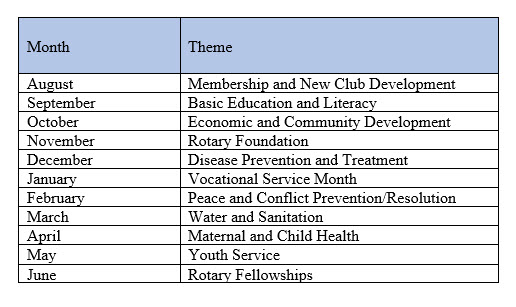 Month Theme
August Membership and New Club Development
September Basic Education and Literacy
October Economic and Community Development
November Rotary Foundation
December Disease Prevention and Treatment
January Vocational Service Month
February Peace and Conflict Prevention/Resolution
March Water and Sanitation
April Maternal and Child Health
May Youth Service
June Rotary Fellowships